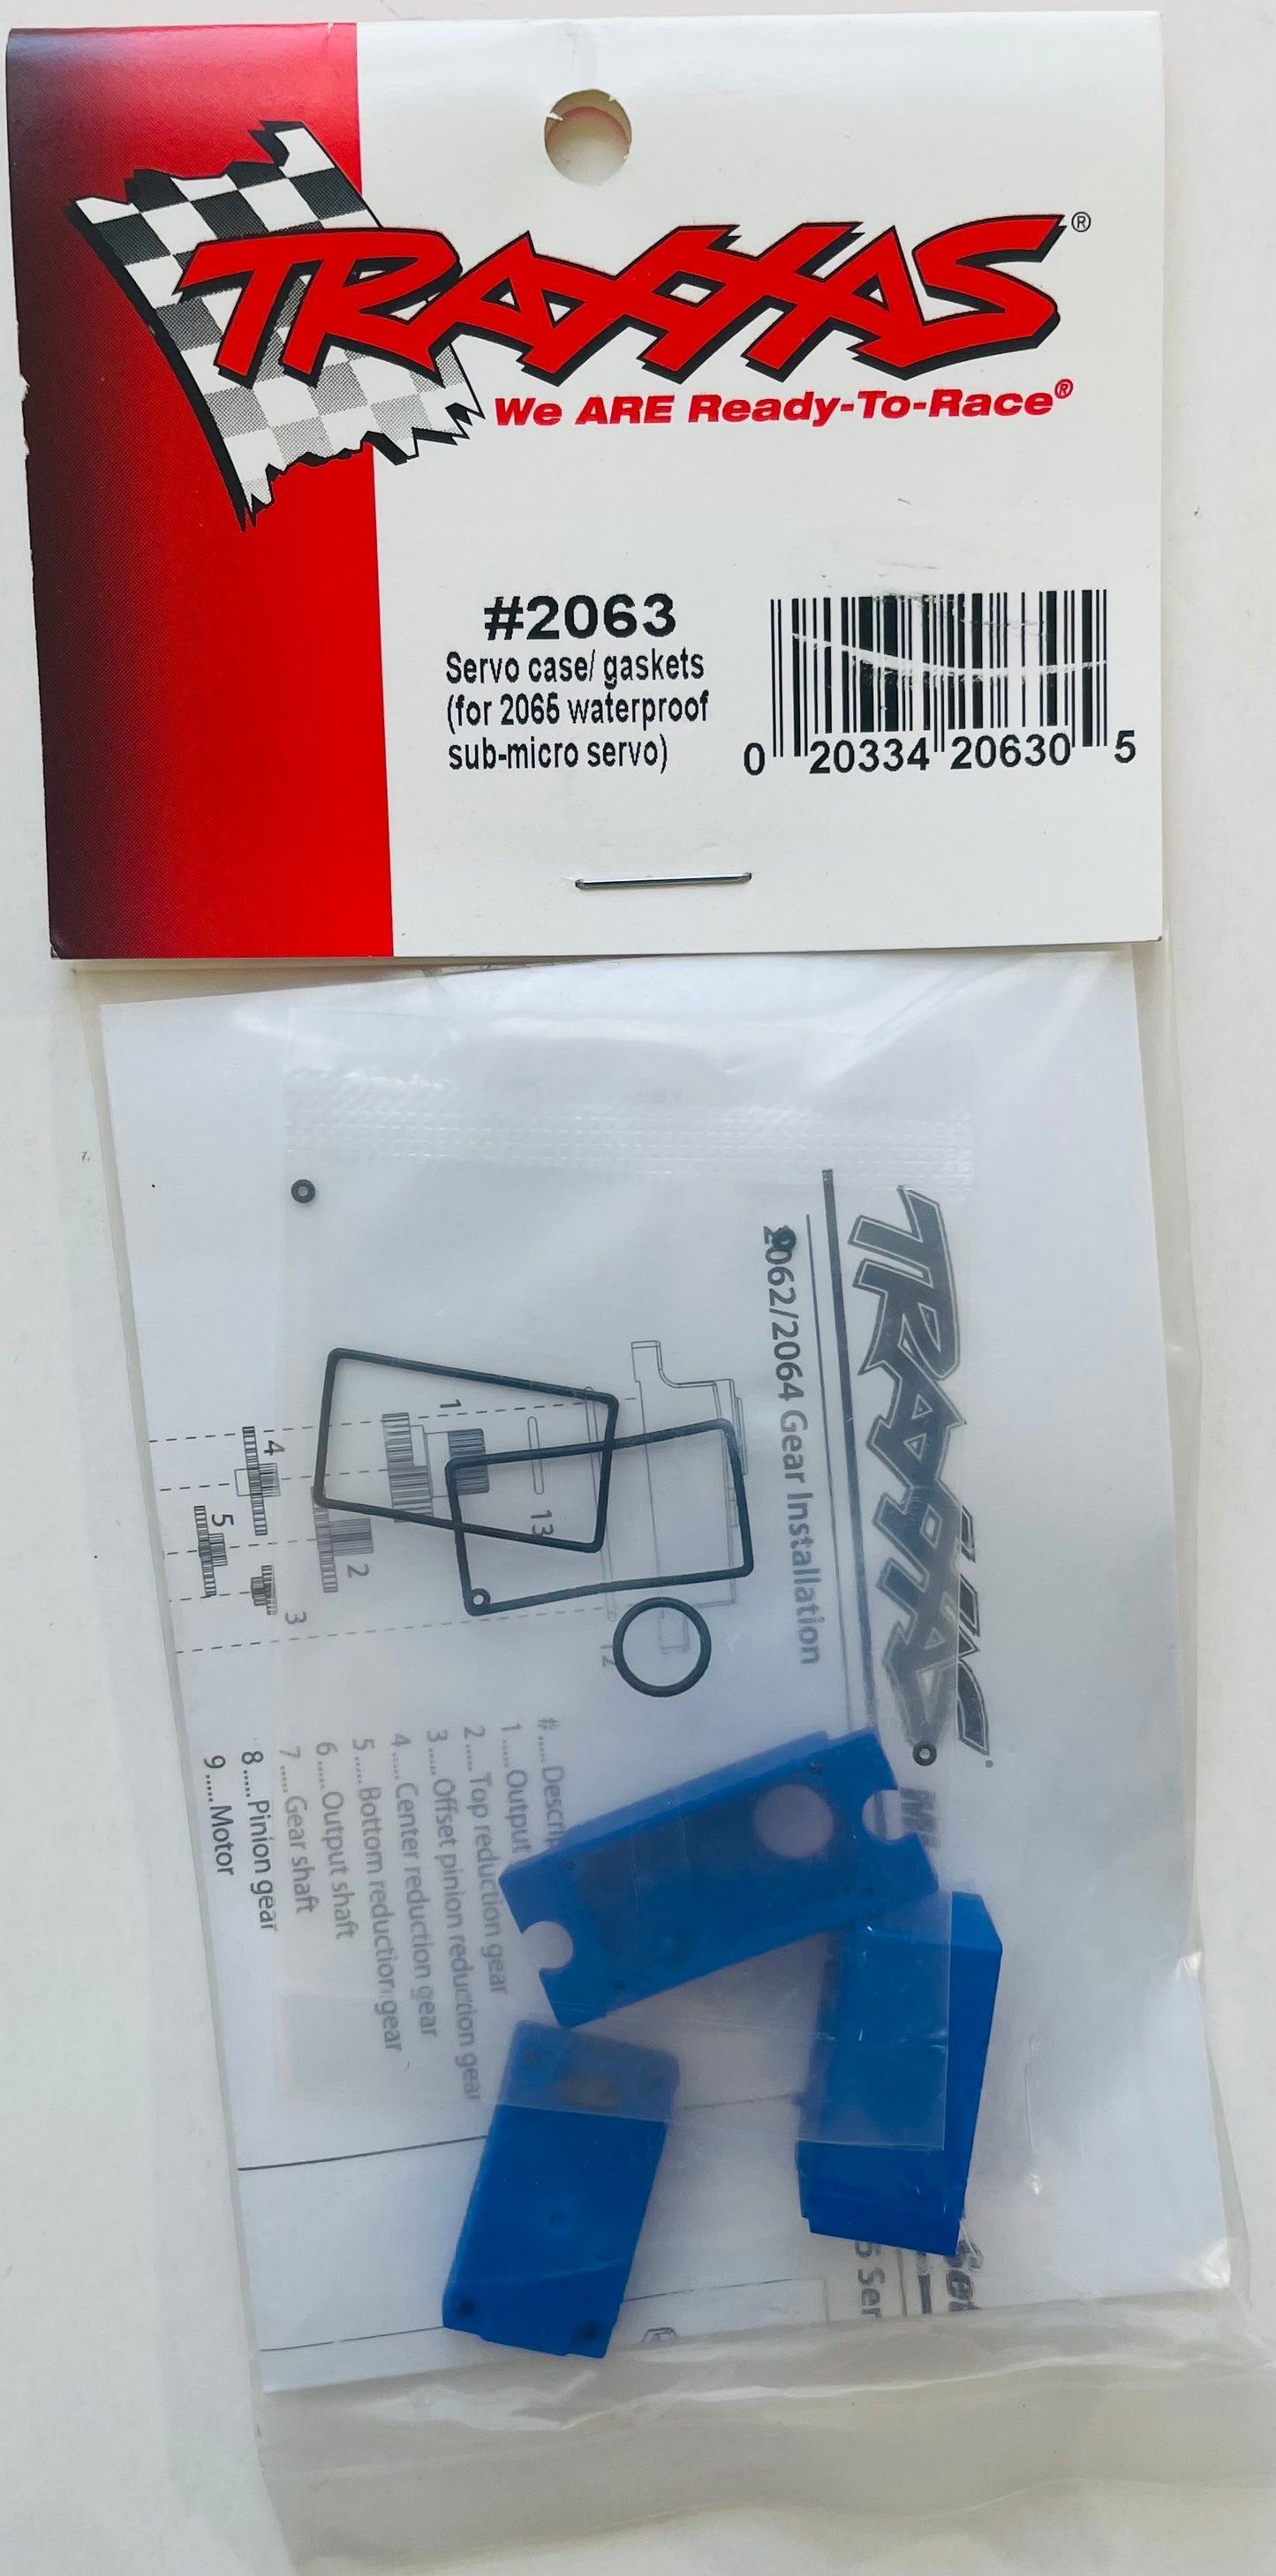 TRAXXAS®
We ARE Ready-To-Race®
#2063
Servo case/ gaskets
(for 2065 waterproof
sub-micro servo)
0 20334 20630 5
TRAXXAS
2062/2064 Gear Installation
1
13
4
2
5
3
12
#..... Descrip
1..... Output
2..... Top reduction gear
3..... Offset pinion reduction gear
4..... Center reduction gear
5..... Bottom reduction gear
6..... Output shaft
7..... Gear shaft
8..... Pinion gear
9..... Motor
Ser